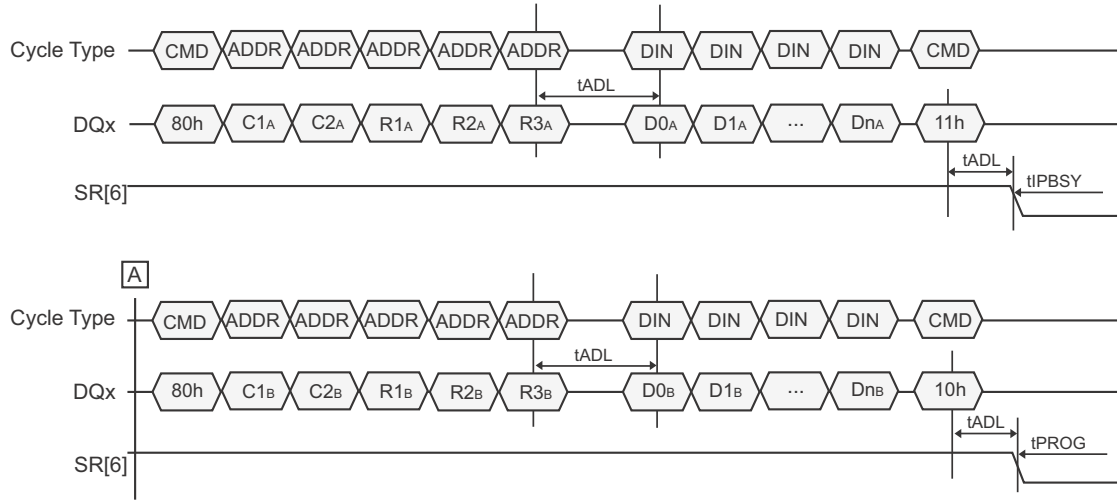 Cycle Type CMD ADDR ADDR ADDR ADDR ADDR DIN DIN DIN DIN CMD
tADL
DQx 80h C1A C2A R1A R2A R3A D0A D1A ... DnA 11h
tADL
SR[6] tIPBSY
A
Cycle Type CMD ADDR ADDR ADDR ADDR ADDR DIN DIN DIN DIN CMD
tADL
DQx 80h C1B C2B R1B R2B R3B D0B D1B ... DnB 10h
tADL
SR[6] tPROG